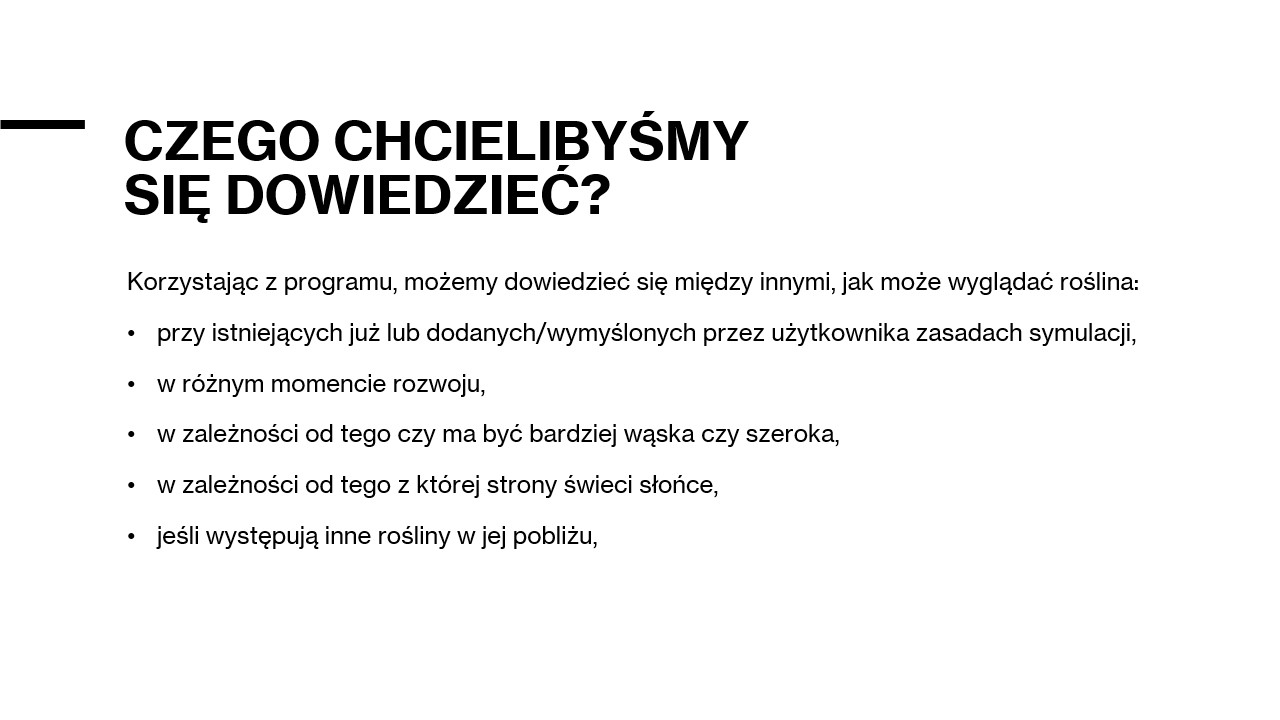 CZEGO CHCIELIBYŚMY
SIĘ DOWIEDZIEĆ?
Korzystając z programu, możemy dowiedzieć się między innymi, jak może wyglądać roślina:
• przy istniejących już lub dodanych/wymyślonych przez użytkownika zasadach symulacji,
• w różnym momencie rozwoju,
• w zależności od tego czy ma być bardziej wąska czy szeroka,
• w zależności od tego z której strony świeci słońce,
• jeśli występują inne rośliny w jej pobliżu,